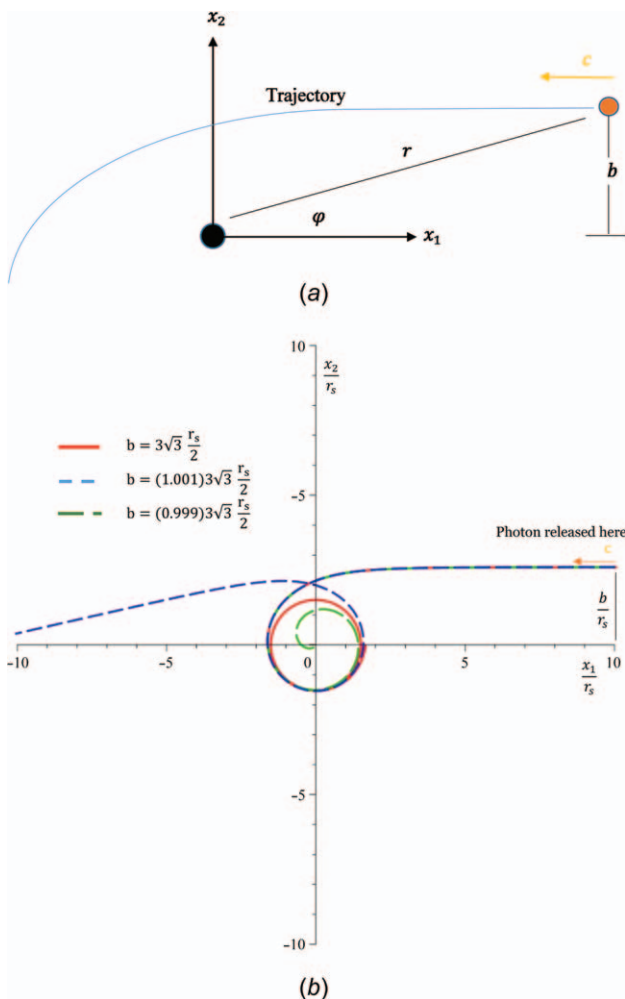 x₂
c
Trajectory
r
b
φ
x₁
(a)
10
x₂/rₛ
b = 3√3 rₛ/2
b = (1.001)3√3 rₛ/2
b = (0.999)3√3 rₛ/2
-5
Photon released here
c
b/rₛ
-10
-5
0
5
10
x₁/rₛ
-5
-10
(b)